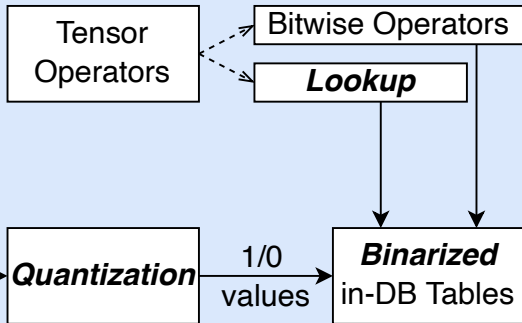 Tensor
Operators
Bitwise Operators
Lookup
Quantization
1/0
values
Binarized
in-DB Tables